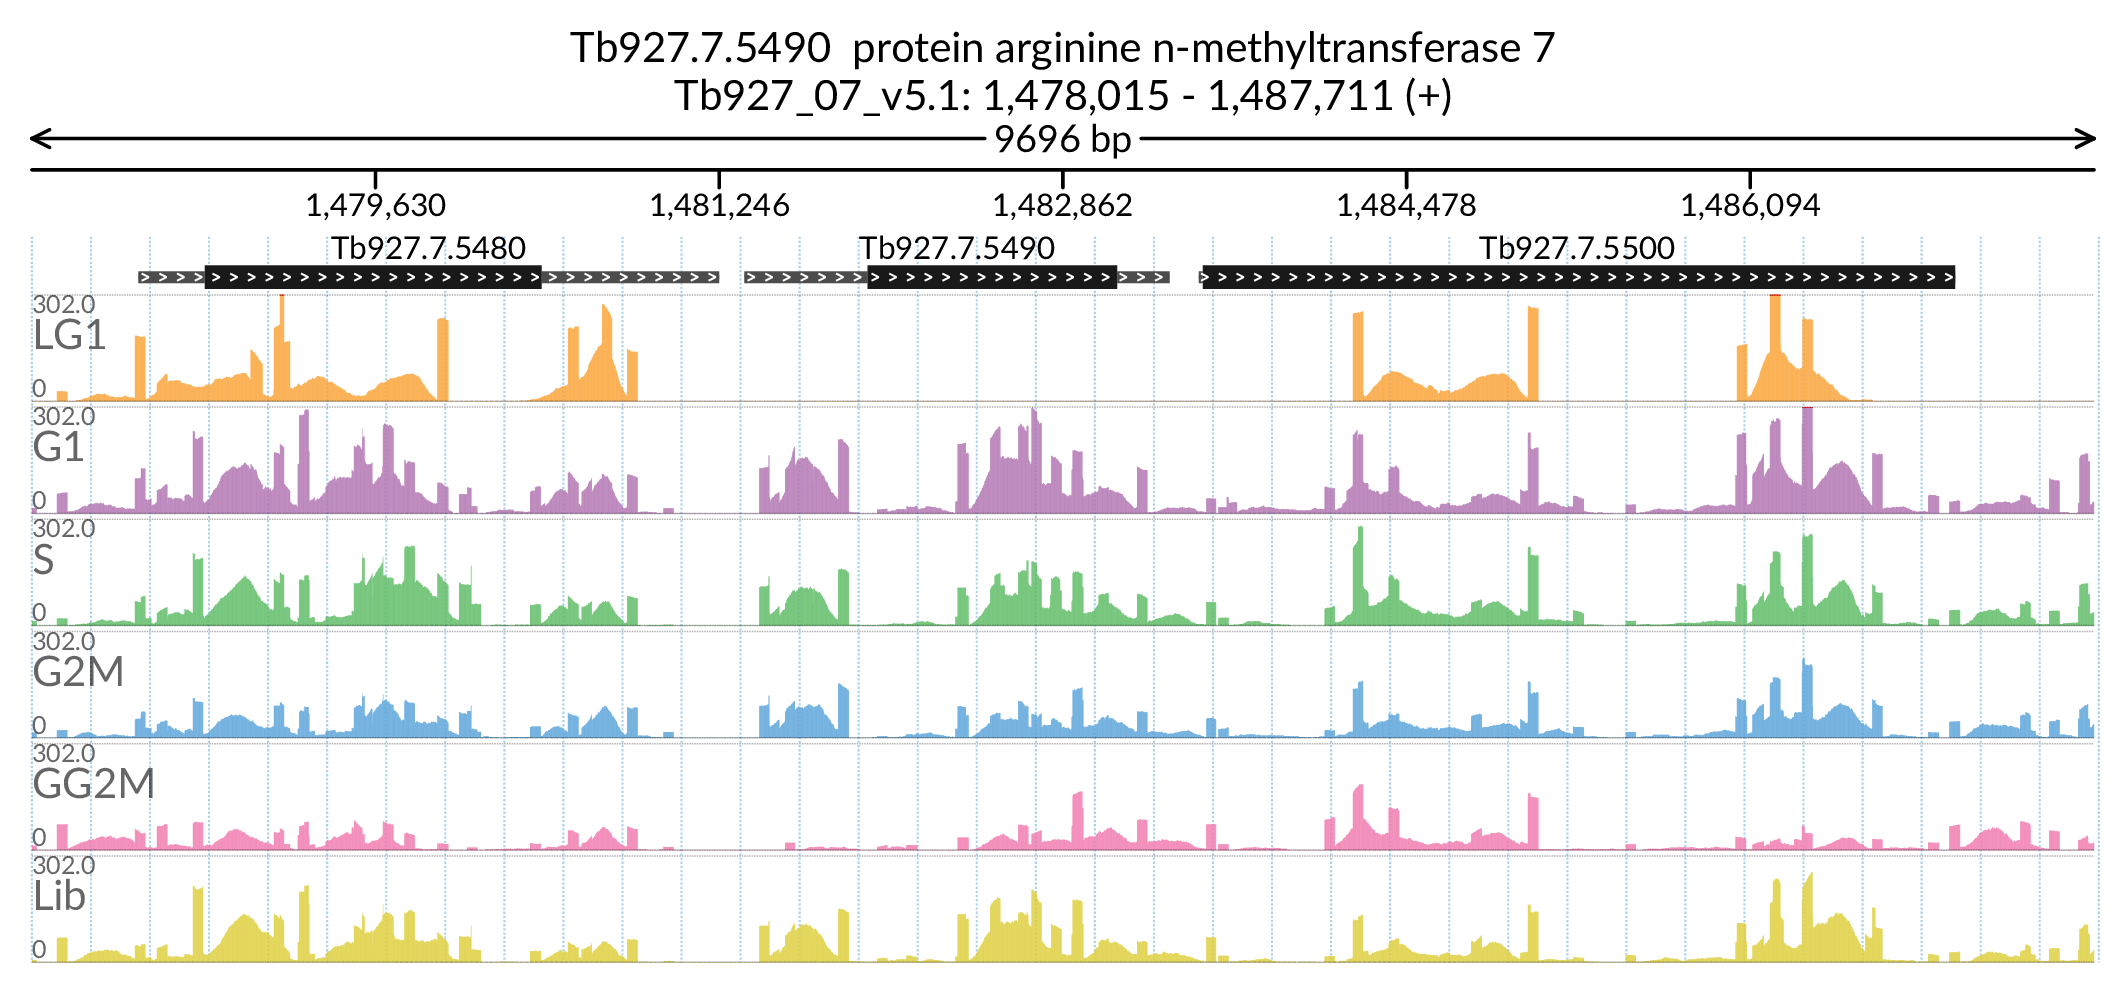 Tb927.7.5490  protein arginine n-methyltransferase 7
Tb927_07_v5.1: 1,478,015 - 1,487,711 (+)
9696 bp
1,479,630 1,481,246 1,482,862 1,484,478 1,486,094
Tb927.7.5480 Tb927.7.5490 Tb927.7.5500
302.0
LG1
0
302.0
G1
0
302.0
S
0
302.0
G2M
0
302.0
GG2M
0
302.0
Lib
0